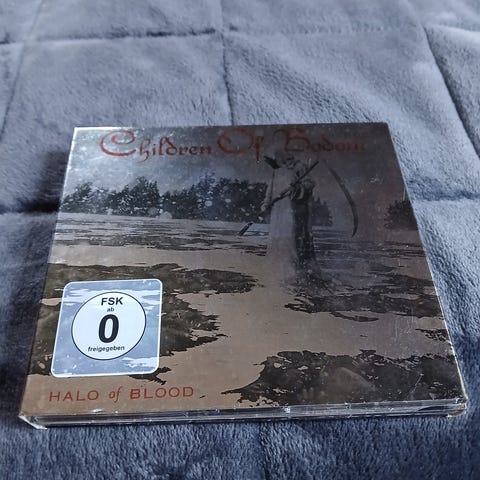 Children Of Bodom
FSK
ab
0
freigegeben
HALO of BLOOD